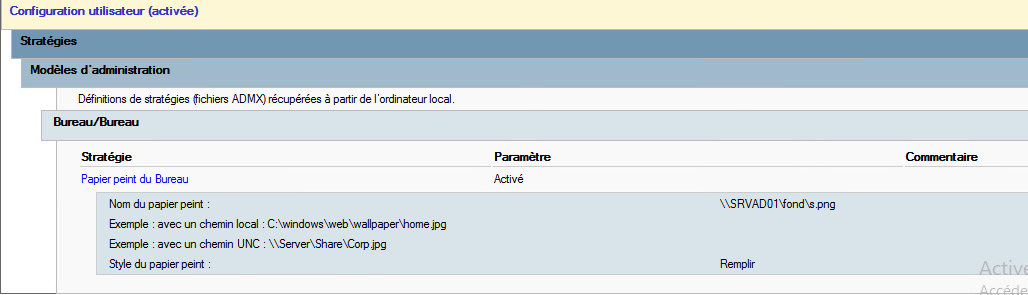 Configuration utilisateur (activée)
Stratégies
Modèles d'administration
Définitions de stratégies (fichiers ADMX) récupérées à partir de l'ordinateur local.
Bureau/Bureau
Stratégie Paramètre Commentaire
Papier peint du Bureau Activé
Nom du papier peint : \\SRVAD01\fond\s.png
Exemple : avec un chemin local : C:\windows\web\wallpaper\home.jpg
Exemple : avec un chemin UNC : \\Server\Share\Corp.jpg
Style du papier peint : Remplir